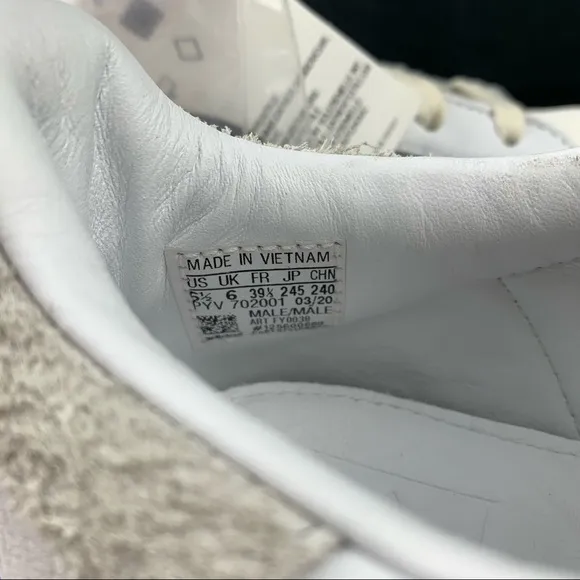 MADE IN VIETNAM
US UK FR JP CHN
6½ 6 39⅓ 245 240
PYV 702001 03/20
MALE/MALE
ART FY0038